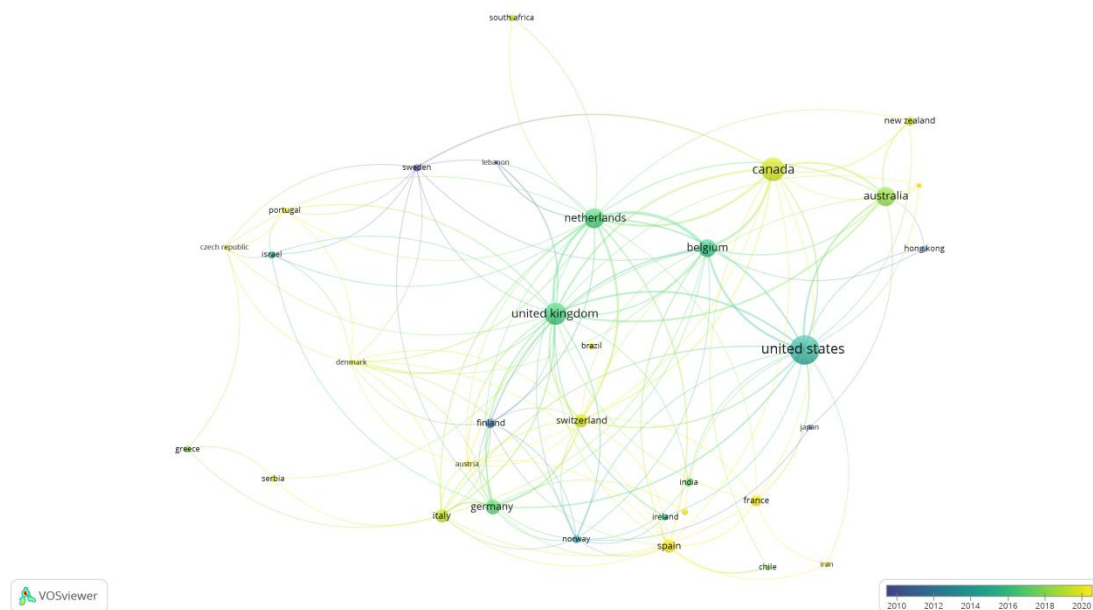 south africa
new zealand
lebanon
sweden
canada
australia
portugal
netherlands
czech republic
israel
belgium
hong kong
united kingdom
brazil
united states
denmark
finland
switzerland
japan
greece
austria
serbia
india
germany
france
italy
ireland
norway
spain
chile
iran
VOSviewer
2010 2012 2014 2016 2018 2020